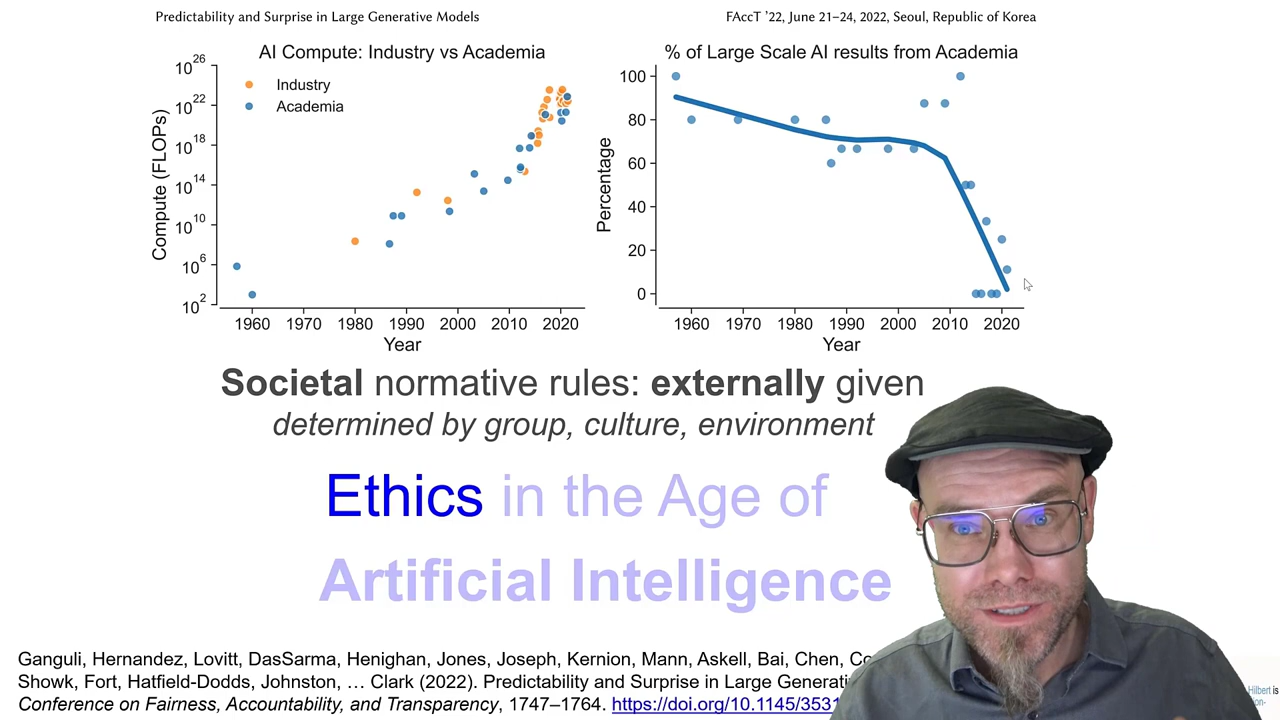 Predictability and Surprise in Large Generative Models
FAccT ’22, June 21–24, 2022, Seoul, Republic of Korea
AI Compute: Industry vs Academia
Compute (FLOPs)
10^26
10^22
10^18
10^14
10^10
10^6
10^2
Industry
Academia
1960 1970 1980 1990 2000 2010 2020
Year
% of Large Scale AI results from Academia
Percentage
100
80
60
40
20
0
1960 1970 1980 1990 2000 2010 2020
Year
Societal normative rules: externally given
determined by group, culture, environment
Ethics in the Age of
Artificial Intelligence
Ganguli, Hernandez, Lovitt, DasSarma, Henighan, Jones, Joseph, Kernion, Mann, Askell, Bai, Chen,
Showk, Fort, Hatfield-Dodds, Johnston, … Clark (2022). Predictability and Surprise in Large
Conference on Fairness, Accountability, and Transparency, 1747–1764. https://doi.org/10.1145/3531
Hilbert is